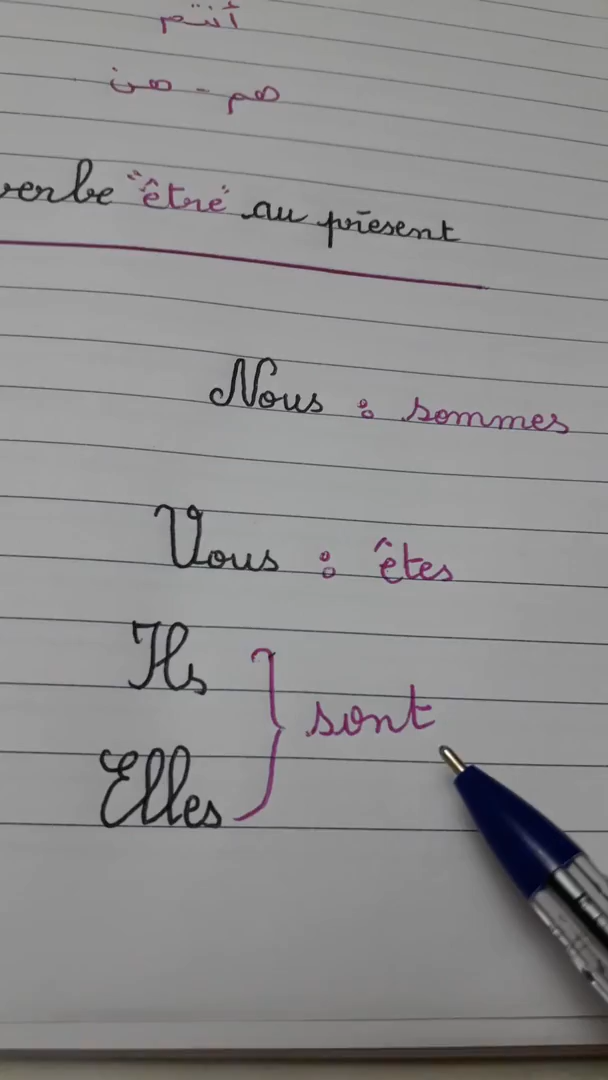 أنتم
هم - هن
verbe "être" au présent
Nous : sommes
Vous : êtes
Ils
Elles } sont